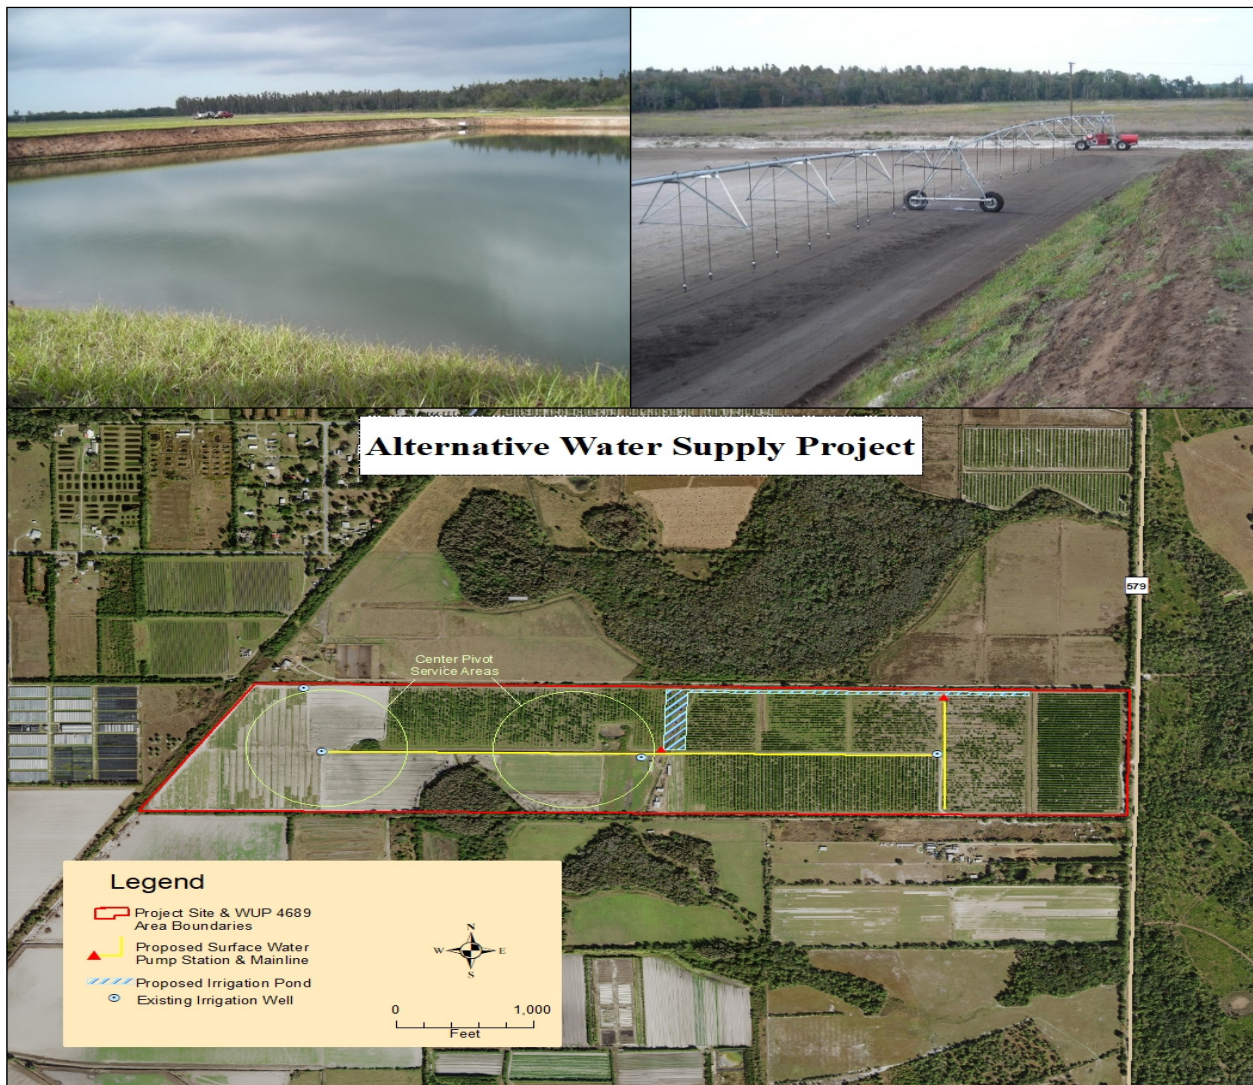 Alternative Water Supply Project
579
Center Pivot
Service Areas
Legend
Project Site & WUP 4689
Area Boundaries
Proposed Surface Water
Pump Station & Mainline
Proposed Irrigation Pond
Existing Irrigation Well
N
W E
S
0 1,000
Feet